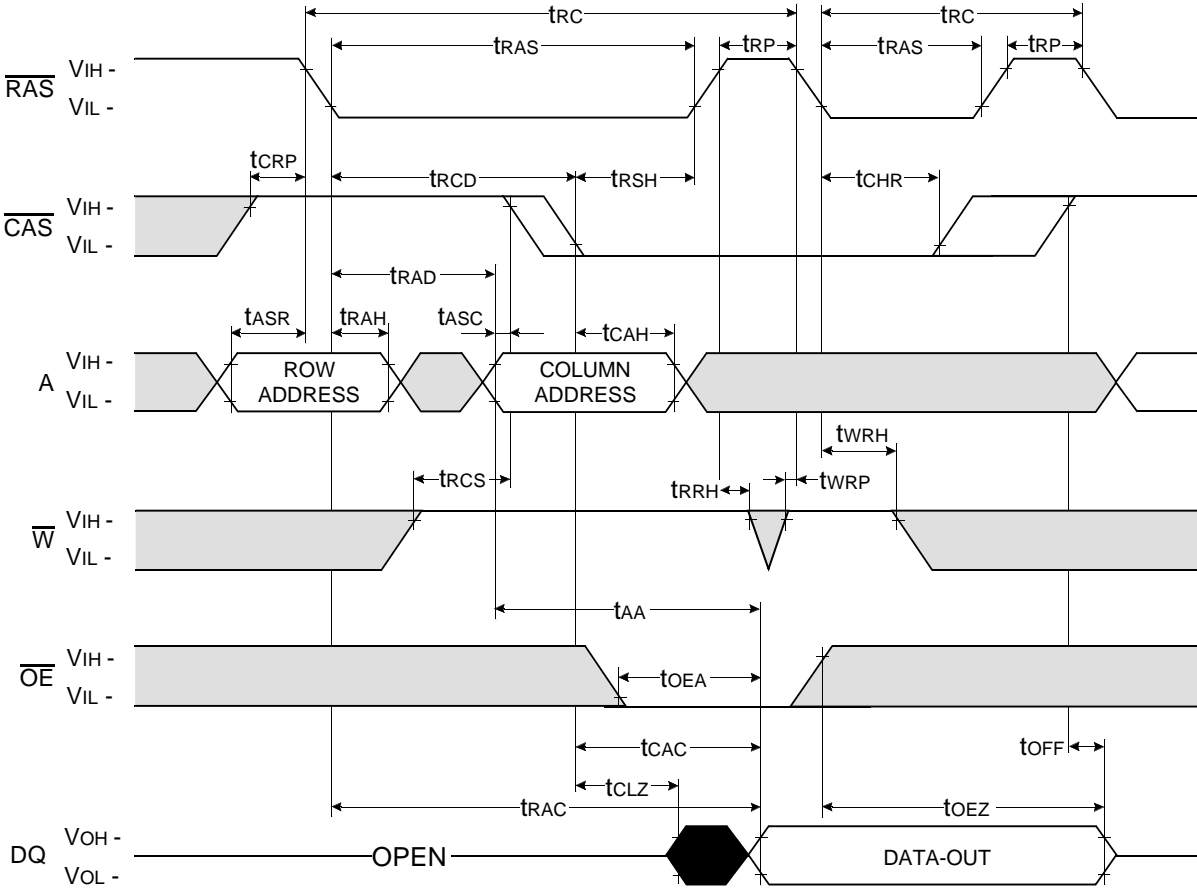 tRC tRC
tRAS tRP tRAS tRP
RAS VIH -
VIL -
tCRP tRCD tRSH tCHR
CAS VIH -
VIL -
tRAD
tASR tRAH tASC tCAH
A VIH -
VIL -
ROW
ADDRESS
COLUMN
ADDRESS
tWRH
tRCS tRRH tWRP
W VIH -
VIL -
tAA
OE VIH -
VIL -
tOEA
tCAC tOFF
tCLZ
tRAC tOEZ
DQ VOH -
VOL -
OPEN DATA-OUT